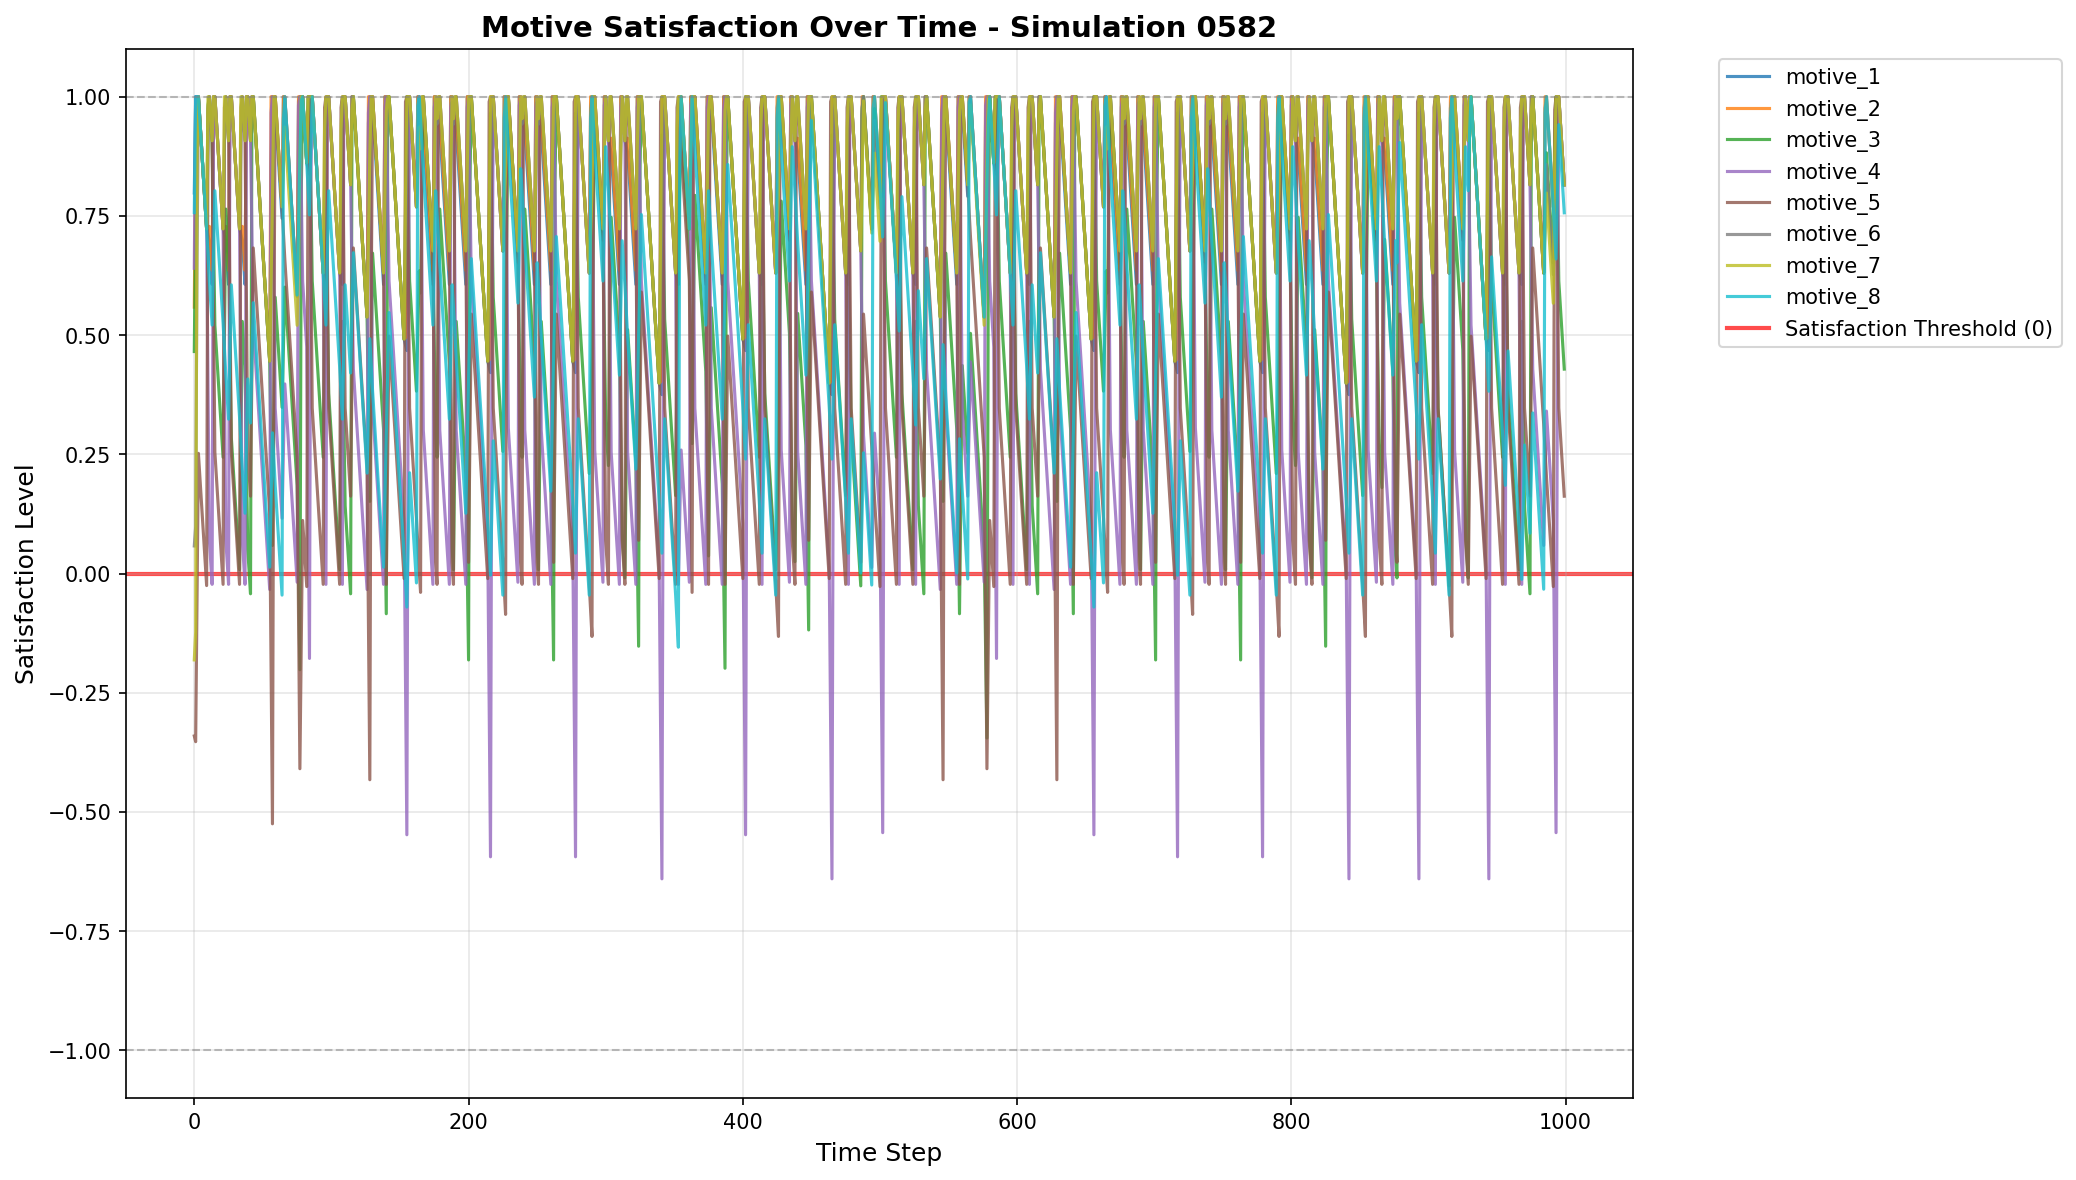 Motive Satisfaction Over Time - Simulation 0582
1.00
0.75
0.50
0.25
0.00
−0.25
−0.50
−0.75
−1.00
Satisfaction Level
0
200
400
600
800
1000
Time Step
motive_1
motive_2
motive_3
motive_4
motive_5
motive_6
motive_7
motive_8
Satisfaction Threshold (0)